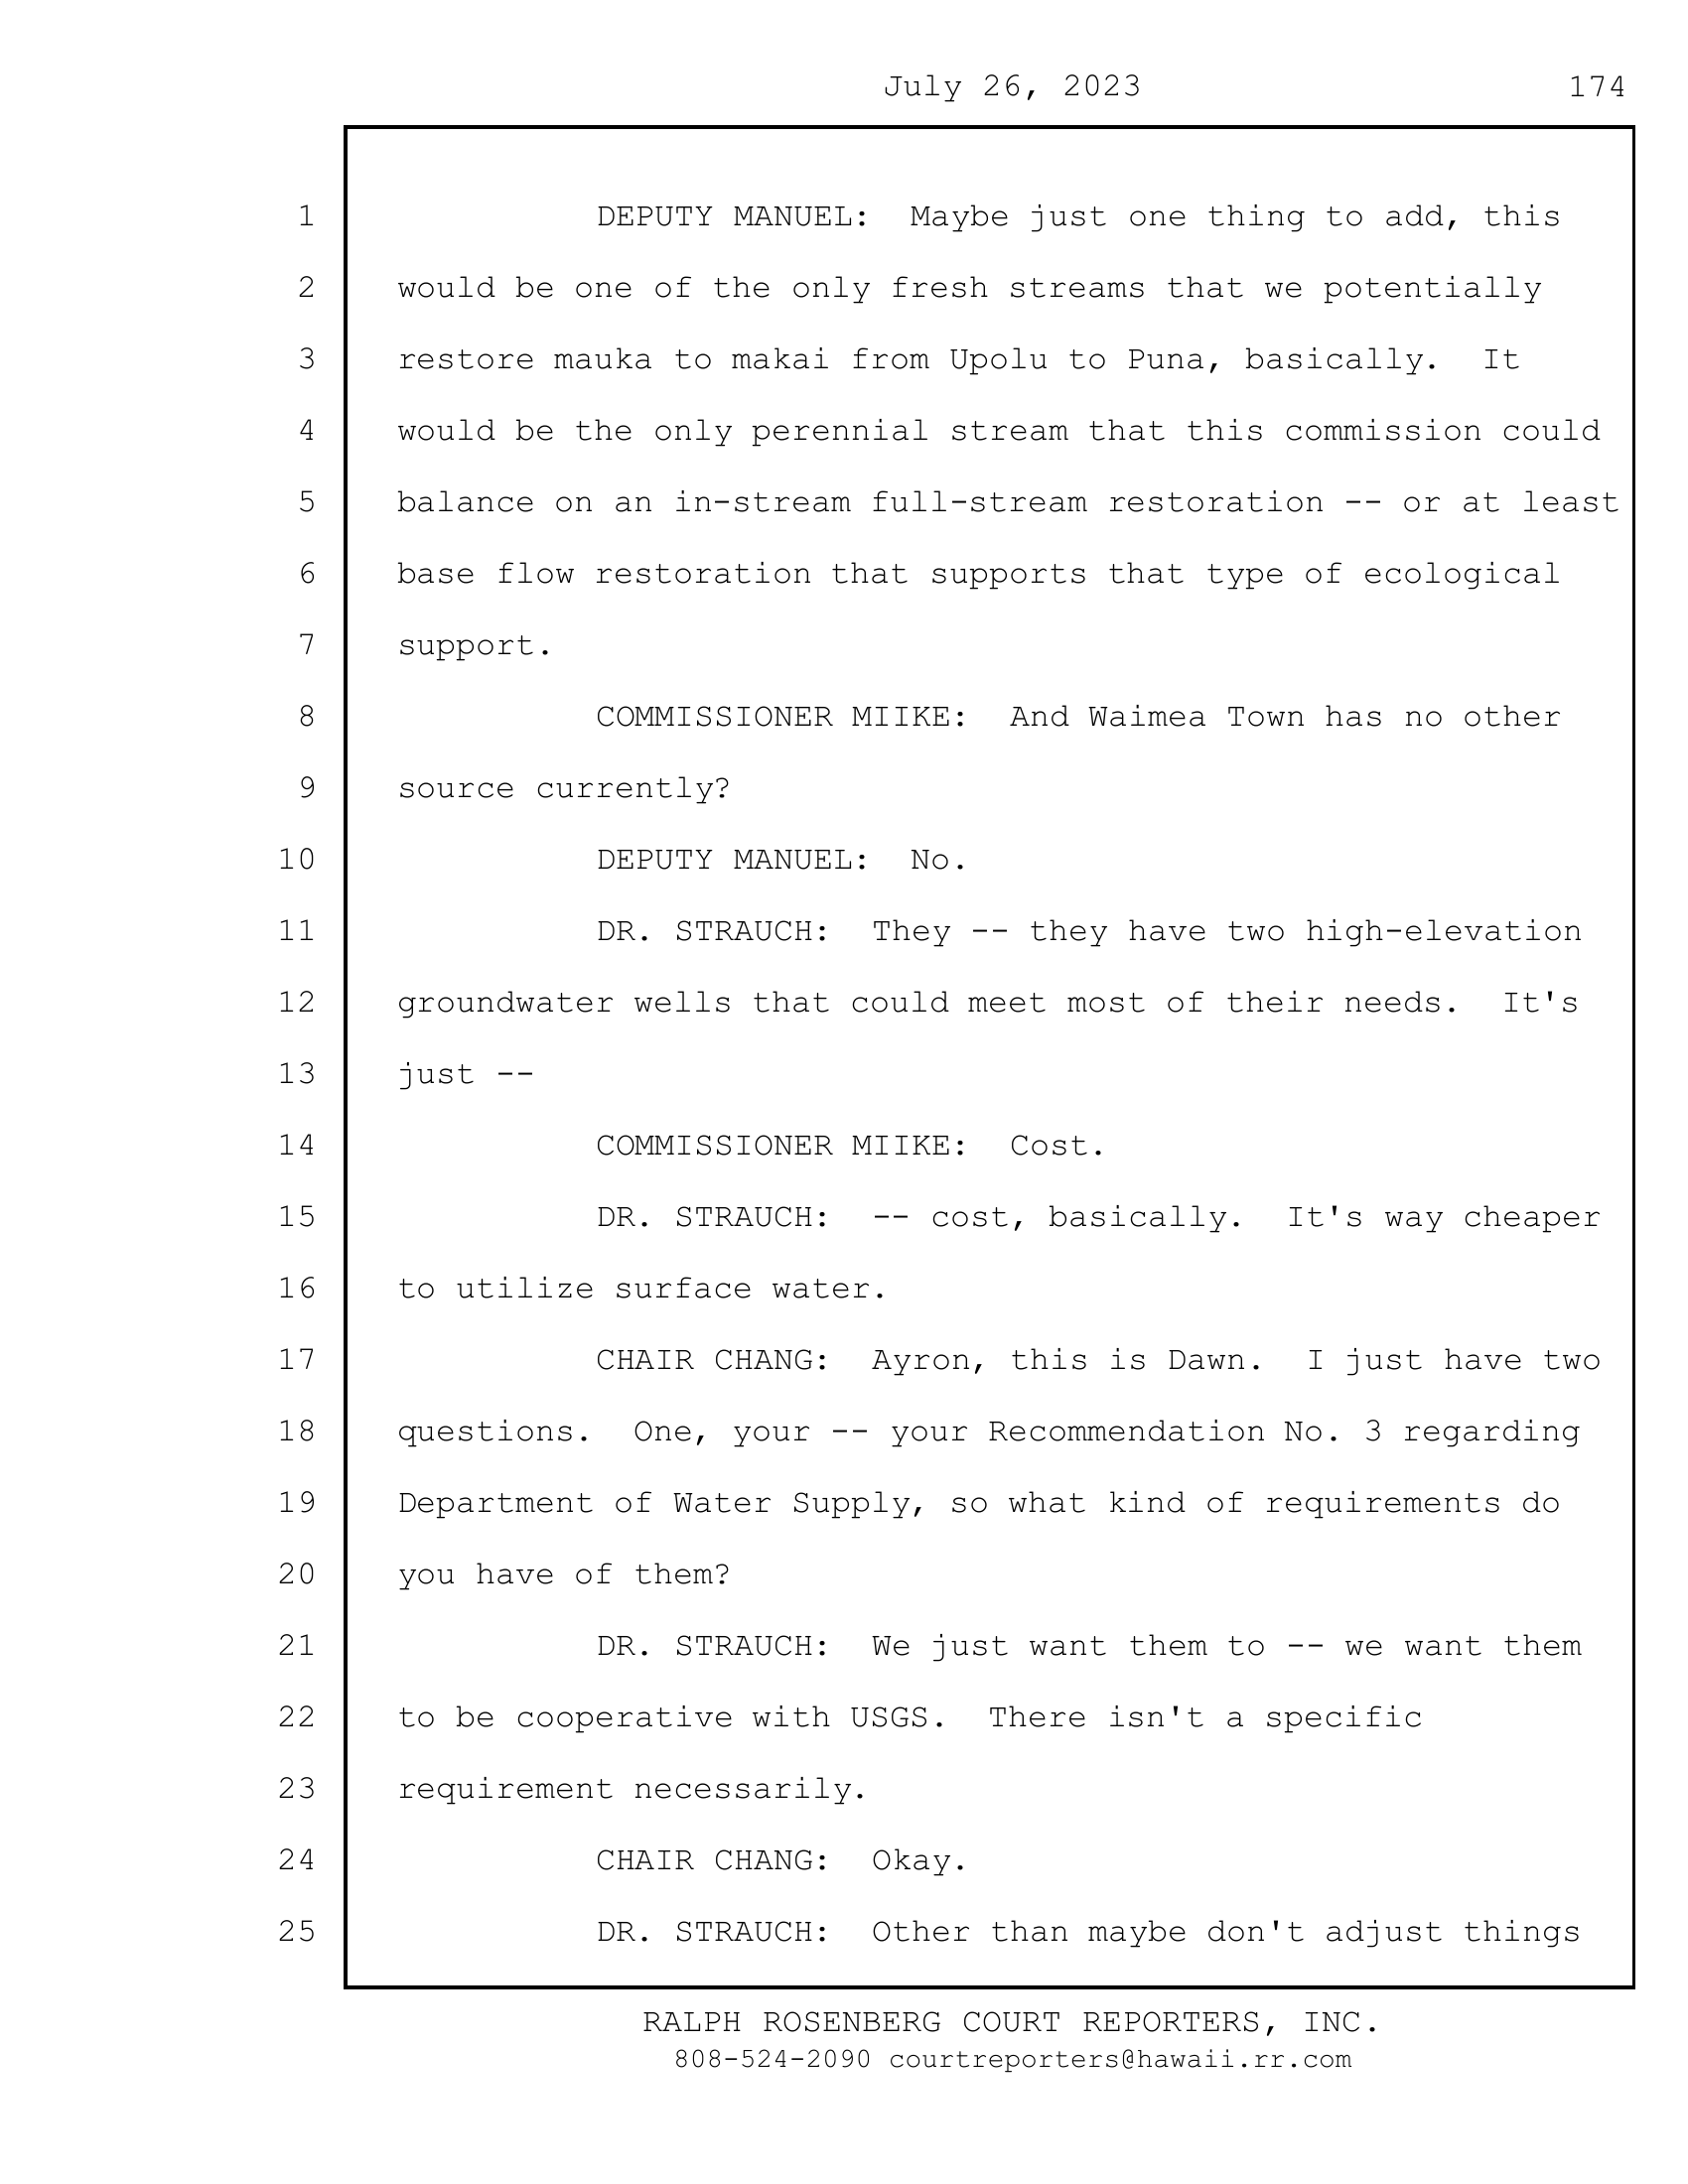 July 26, 2023 174
1 DEPUTY MANUEL: Maybe just one thing to add, this
2 would be one of the only fresh streams that we potentially
3 restore mauka to makai from Upolu to Puna, basically. It
4 would be the only perennial stream that this commission could
5 balance on an in-stream full-stream restoration -- or at least
6 base flow restoration that supports that type of ecological
7 support.
8 COMMISSIONER MIIKE: And Waimea Town has no other
9 source currently?
10 DEPUTY MANUEL: No.
11 DR. STRAUCH: They -- they have two high-elevation
12 groundwater wells that could meet most of their needs. It's
13 just --
14 COMMISSIONER MIIKE: Cost.
15 DR. STRAUCH: -- cost, basically. It's way cheaper
16 to utilize surface water.
17 CHAIR CHANG: Ayron, this is Dawn. I just have two
18 questions. One, your -- your Recommendation No. 3 regarding
19 Department of Water Supply, so what kind of requirements do
20 you have of them?
21 DR. STRAUCH: We just want them to -- we want them
22 to be cooperative with USGS. There isn't a specific
23 requirement necessarily.
24 CHAIR CHANG: Okay.
25 DR. STRAUCH: Other than maybe don't adjust things
RALPH ROSENBERG COURT REPORTERS, INC.
808-524-2090 courtreporters@hawaii.rr.com